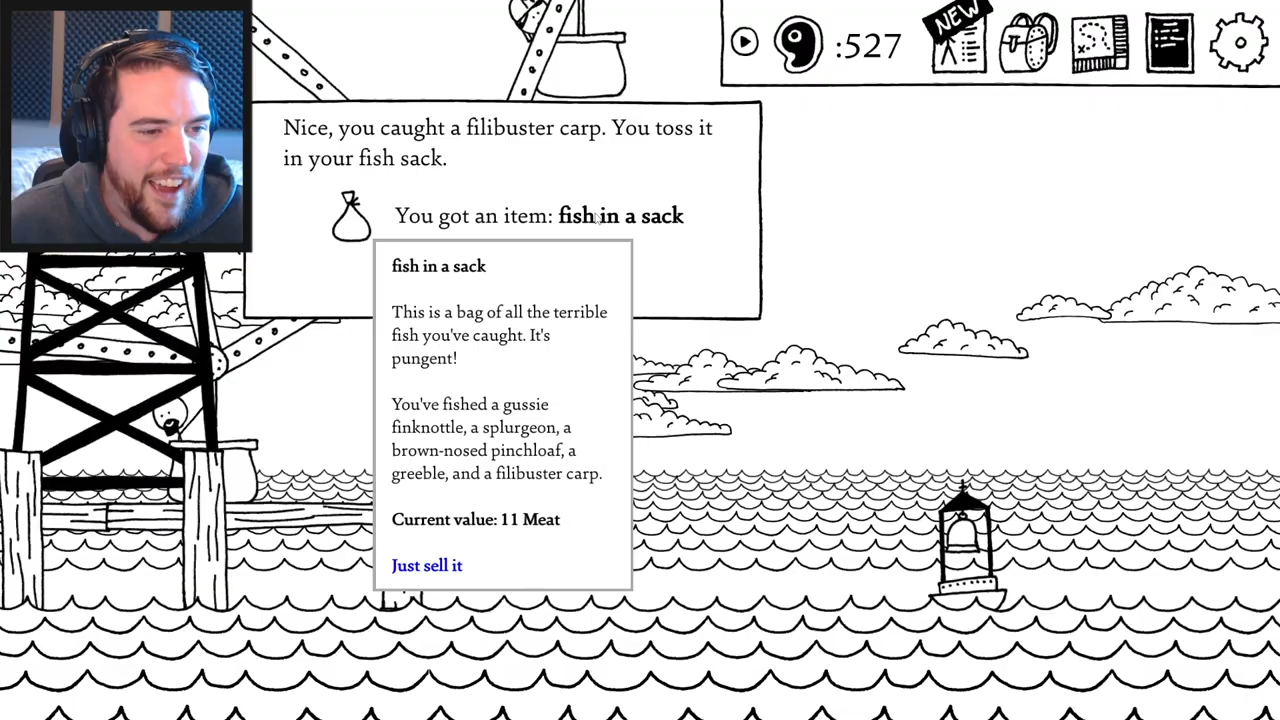 NEW
:527
Nice, you caught a filibuster carp. You toss it
in your fish sack.
You got an item: fish in a sack
fish in a sack
This is a bag of all the terrible
fish you've caught. It's
pungent!
You've fished a gussie
finknottle, a splurgeon, a
brown-nosed pinchloaf, a
greeble, and a filibuster carp.
Current value: 11 Meat
Just sell it